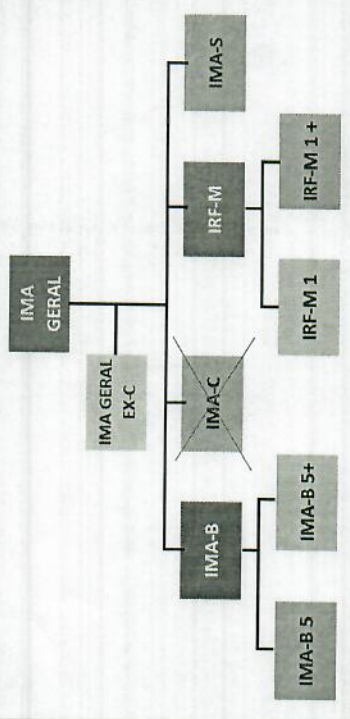 IMA
GERAL
IMA GERAL
EX-C
IMA-B
IMA-C
IRF-M
IMA-S
IMA-B 5
IMA-B 5+
IRF-M 1
IRF-M 1 +